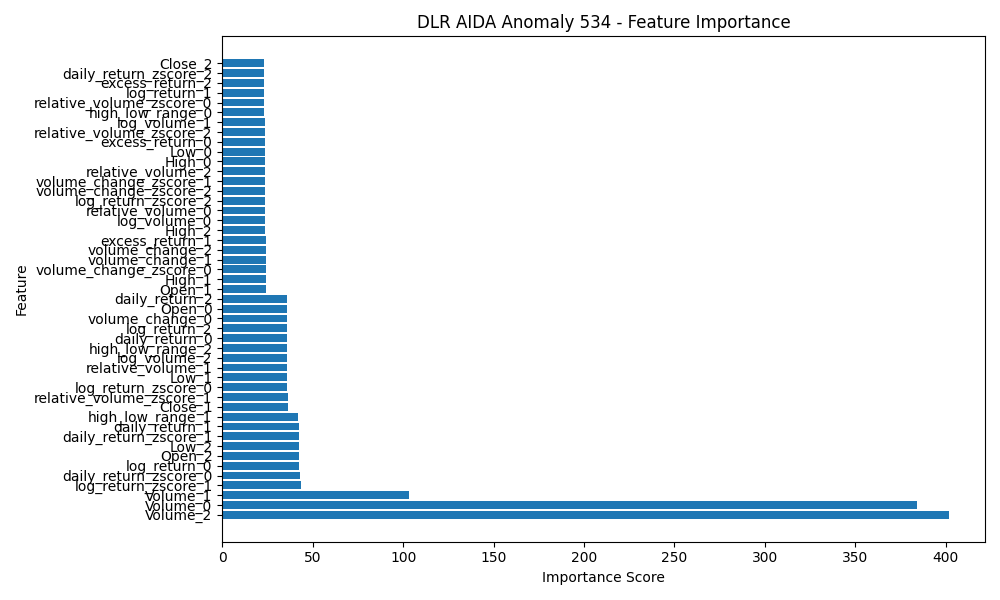 DLR AIDA Anomaly 534 - Feature Importance
Close_2
daily_return_zscore_2
excess_return_2
log_return_1
relative_volume_zscore_0
high_low_range_0
log_volume_1
relative_volume_zscore_2
excess_return_0
Low_0
High_0
relative_volume_2
volume_change_zscore_1
volume_change_zscore_2
log_return_zscore_2
relative_volume_0
log_volume_0
High_2
excess_return_1
volume_change_2
volume_change_1
volume_change_zscore_0
High_1
Open_1
daily_return_2
Open_0
volume_change_0
log_return_2
daily_return_0
high_low_range_2
log_volume_2
relative_volume_1
Low_1
log_return_zscore_0
relative_volume_zscore_1
Close_1
high_low_range_1
daily_return_1
daily_return_zscore_1
Low_2
Open_2
log_return_0
daily_return_zscore_0
log_return_zscore_1
Volume_1
Volume_0
Volume_2
Feature
0 50 100 150 200 250 300 350 400
Importance Score